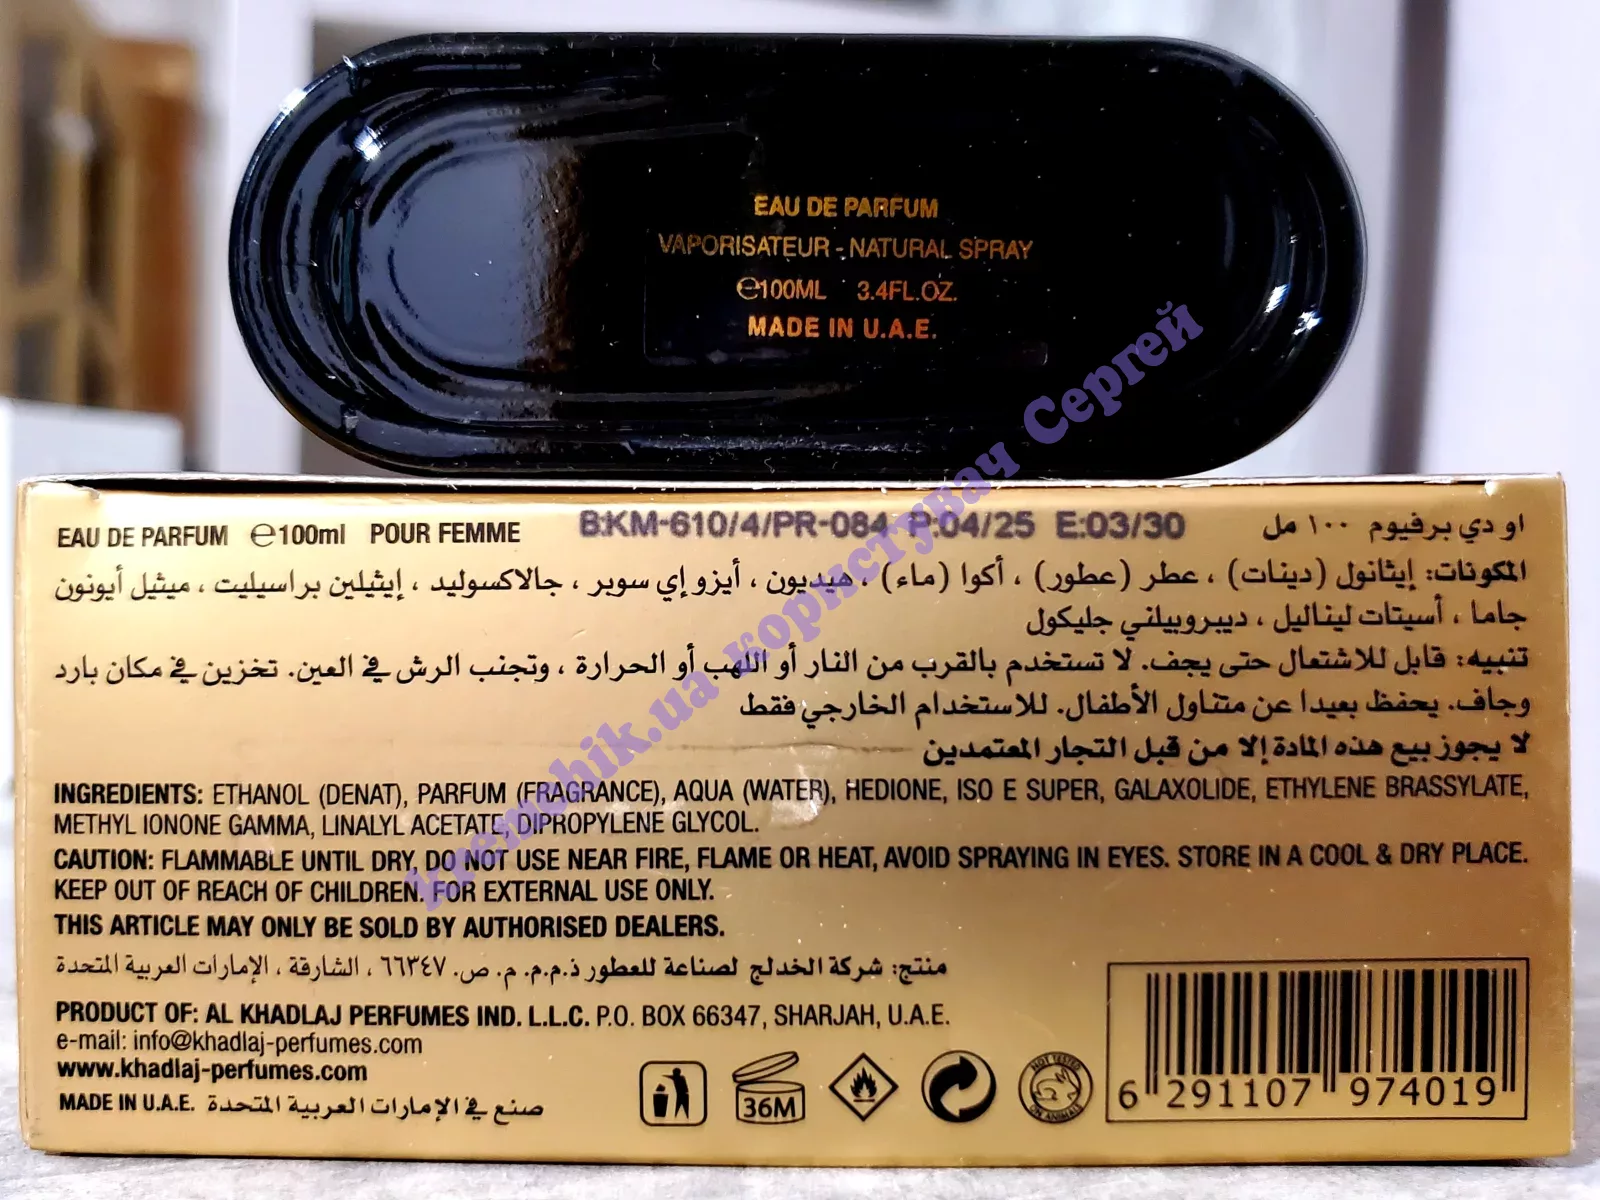 EAU DE PARFUM
VAPORISATEUR - NATURAL SPRAY
℮100ML 3.4FL.OZ.
MADE IN U.A.E.
EAU DE PARFUM ℮100ml POUR FEMME
B:KM-610/4/PR-084 P:04/25 E:03/30
او دي برفيوم ١٠٠ مل
المكونات: إيثانول (دينات) ، عطر (عطور) ، أكوا (ماء) ، هيديون ، أيزو إي سوبر ، جالاكسوليد ، إيثيلين براسيليت ، ميثيل أيونون
جاما ، أسيتات ليناليل ، ديبروبيلني جليكول
تنبيه: قابل للاشتعال حتى يجف. لا تستخدم بالقرب من النار أو اللهب أو الحرارة ، وتجنب الرش في العين. تخزين في مكان بارد
وجاف. يحفظ بعيدا عن متناول الأطفال. للاستخدام الخارجي فقط
لا يجوز بيع هذه المادة إلا من قبل التجار المعتمدين
INGREDIENTS: ETHANOL (DENAT), PARFUM (FRAGRANCE), AQUA (WATER), HEDIONE, ISO E SUPER, GALAXOLIDE, ETHYLENE BRASSYLATE,
METHYL IONONE GAMMA, LINALYL ACETATE, DIPROPYLENE GLYCOL.
CAUTION: FLAMMABLE UNTIL DRY, DO NOT USE NEAR FIRE, FLAME OR HEAT, AVOID SPRAYING IN EYES. STORE IN A COOL & DRY PLACE.
KEEP OUT OF REACH OF CHILDREN. FOR EXTERNAL USE ONLY.
THIS ARTICLE MAY ONLY BE SOLD BY AUTHORISED DEALERS.
منتج: شركة الخدلج لصناعة للعطور ذ.م.م. م. ص. ٦٦٣٤٧ ، الشارقة ، الإمارات العربية المتحدة
PRODUCT OF: AL KHADLAJ PERFUMES IND. L.L.C. P.O. BOX 66347, SHARJAH, U.A.E.
e-mail: info@khadlaj-perfumes.com
www.khadlaj-perfumes.com
MADE IN U.A.E. صنع في الإمارات العربية المتحدة
36M
NOT TESTED
ON ANIMALS
6 291107 974019
kremshik.ua користувач Сергей